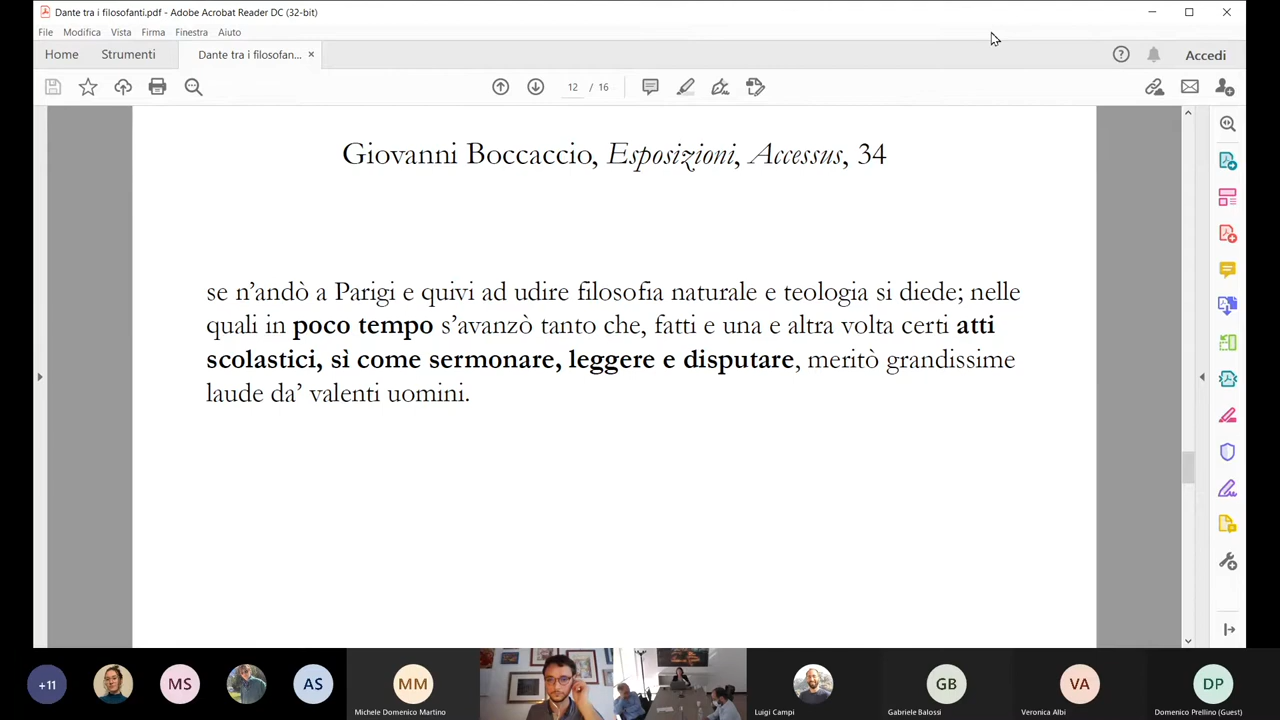 Dante tra i filosofanti.pdf - Adobe Acrobat Reader DC (32-bit)
File Modifica Vista Firma Finestra Aiuto
Home Strumenti Dante tra i filosofan... × Accedi
12 / 16
Giovanni Boccaccio, Esposizioni, Accessus, 34
se n’andò a Parigi e quivi ad udire filosofia naturale e teologia si diede; nelle
quali in poco tempo s’avanzò tanto che, fatti e una e altra volta certi atti
scolastici, sì come sermonare, leggere e disputare, meritò grandissime
laude da’ valenti uomini.
+11 MS AS MM GB VA DP
Michele Domenico Martino Luigi Campi Gabriele Balossi Veronica Albi Domenico Prellino (Guest)